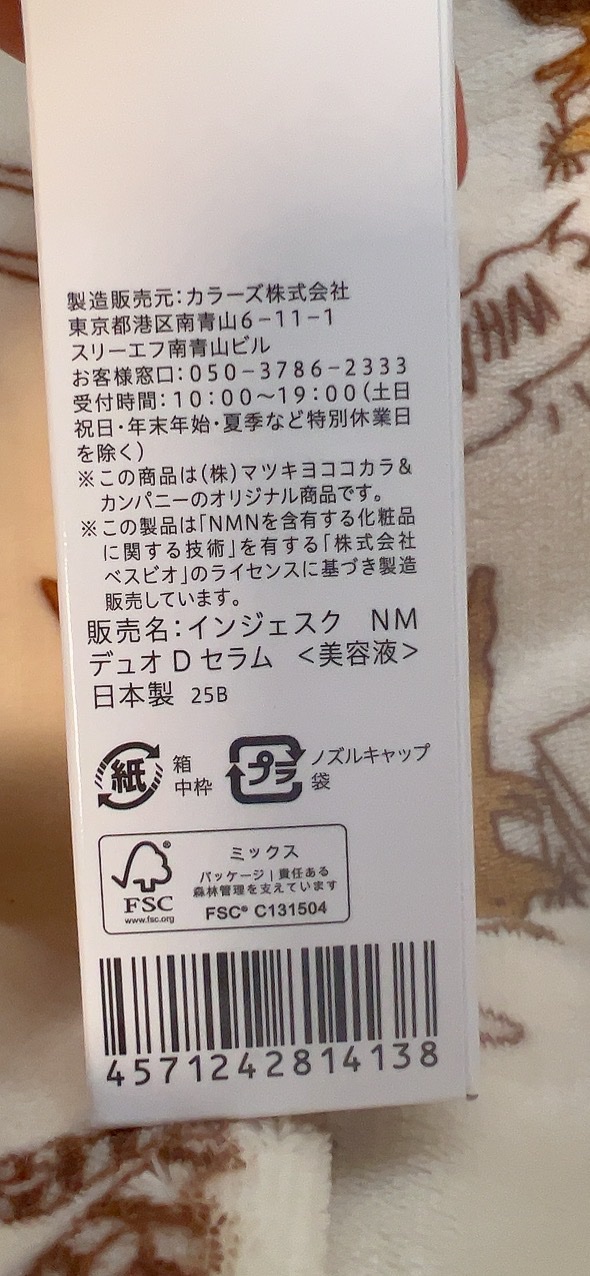 製造販売元：カラーズ株式会社
東京都港区南青山6－11－1
スリーエフ南青山ビル
お客様窓口：050－3786－2333
受付時間：10：00～19：00（土日
祝日・年末年始・夏季など特別休業日
を除く）
※この商品は（株）マツキヨココカラ＆
カンパニーのオリジナル商品です。
※この製品は「NMNを含有する化粧品
に関する技術」を有する「株式会社
ベスビオ」のライセンスに基づき製造
販売しています。
販売名：インジェスク　NM
デュオ D セラム　＜美容液＞
日本製　25B
紙
箱
中枠
プラ
ノズルキャップ
袋
FSC®
www.fsc.org
ミックス
パッケージ｜責任ある
森林管理を支えています
FSC® C131504
4571242814138